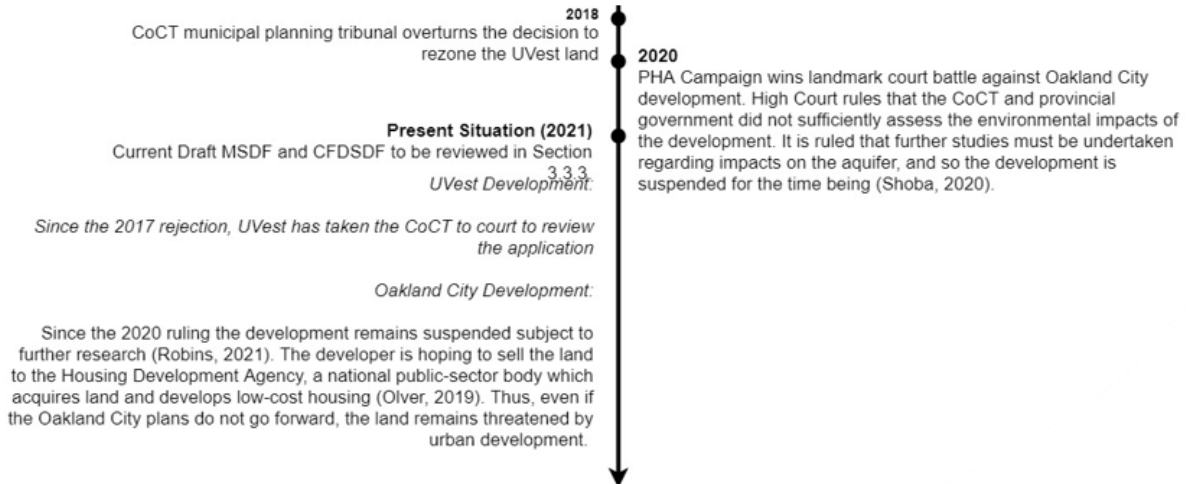 2018
CoCT municipal planning tribunal overturns the decision to
rezone the UVest land
2020
PHA Campaign wins landmark court battle against Oakland City
development. High Court rules that the CoCT and provincial
government did not sufficiently assess the environmental impacts of
the development. It is ruled that further studies must be undertaken
regarding impacts on the aquifer, and so the development is
suspended for the time being (Shoba, 2020).
Present Situation (2021)
Current Draft MSDF and CFDSDF to be reviewed in Section
3.3.3.
UVest Development:
Since the 2017 rejection, UVest has taken the CoCT to court to review
the application
Oakland City Development:
Since the 2020 ruling the development remains suspended subject to
further research (Robins, 2021). The developer is hoping to sell the land
to the Housing Development Agency, a national public-sector body which
acquires land and develops low-cost housing (Olver, 2019). Thus, even if
the Oakland City plans do not go forward, the land remains threatened by
urban development.